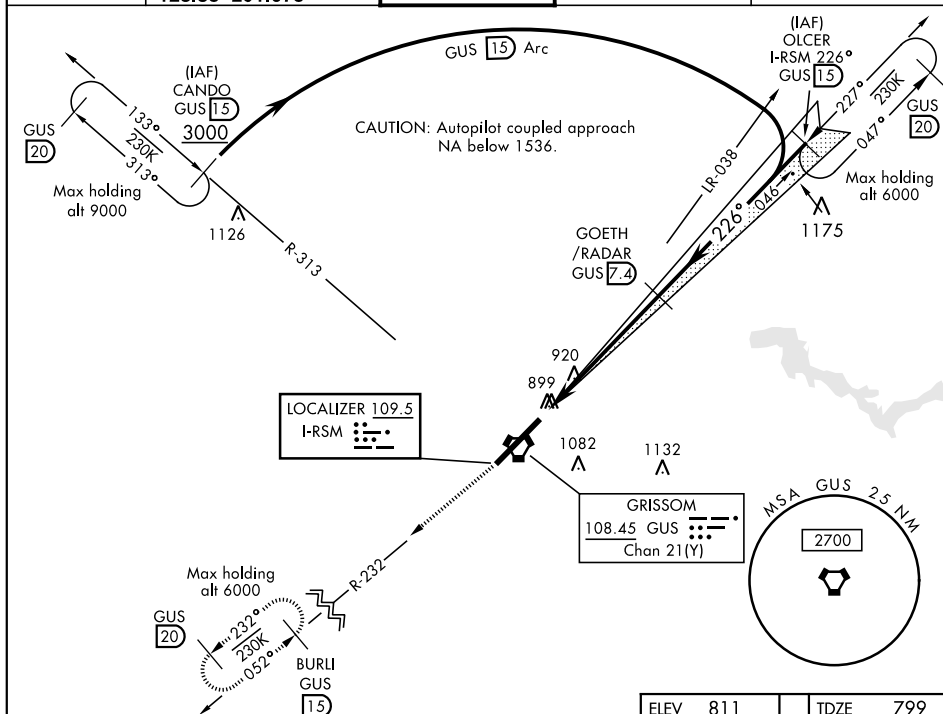 (IAF)
OLCER
I-RSM 226°
GUS 15
GUS 15 Arc
(IAF)
CANDO
GUS 15
3000
CAUTION: Autopilot coupled approach
NA below 1536.
227°
230K
047°
GUS
20
Max holding
alt 6000
GUS
20
133°
230K
313°
Max holding
alt 9000
1126
R-313
LR-038
226°
046
1175
GOETH
/RADAR
GUS 7.4
920
899
LOCALIZER 109.5
I-RSM
1082
1132
GRISSOM
108.45 GUS
Chan 21(Y)
MSA GUS 25 NM
2700
R-232
Max holding
alt 6000
GUS
20
232°
230K
052°
BURLI
GUS
15
ELEV 811
TDZE 799